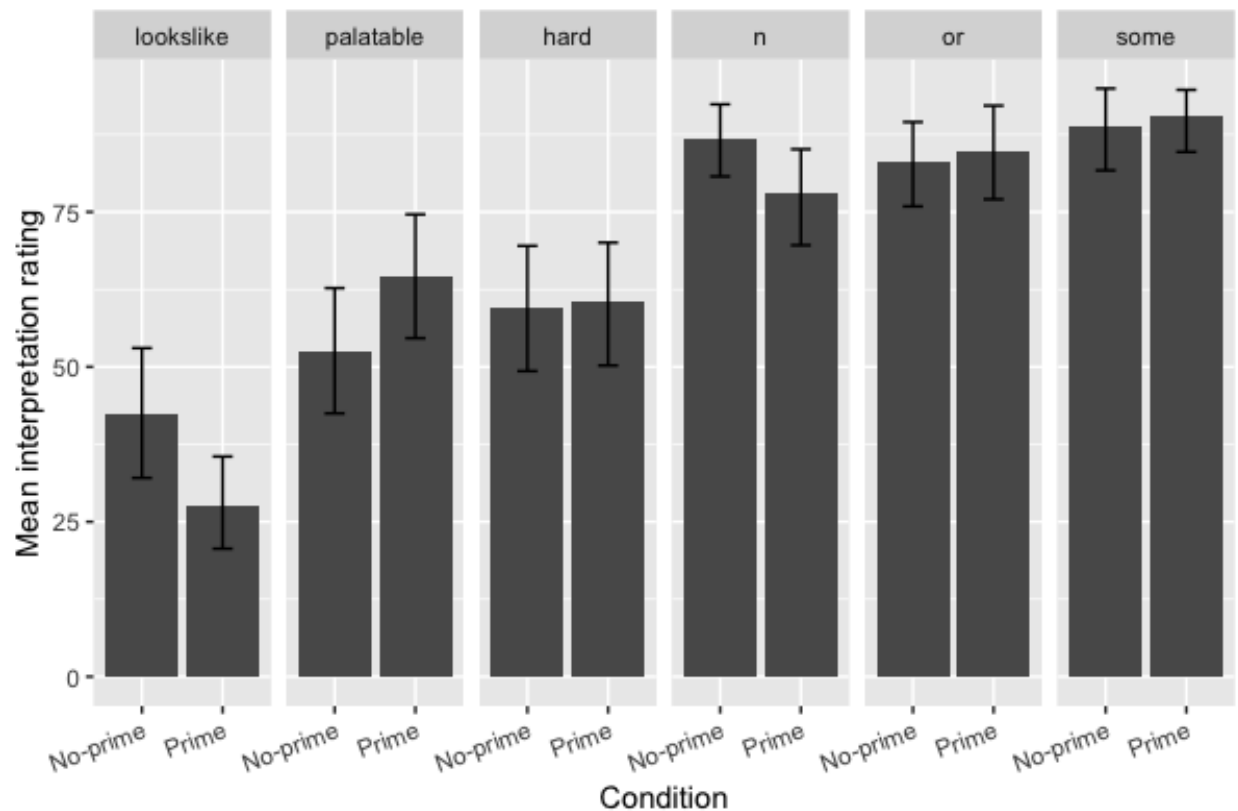 lookslike palatable hard n or some
Mean interpretation rating
75
50
25
0
No-prime Prime No-prime Prime No-prime Prime No-prime Prime No-prime Prime No-prime Prime
Condition